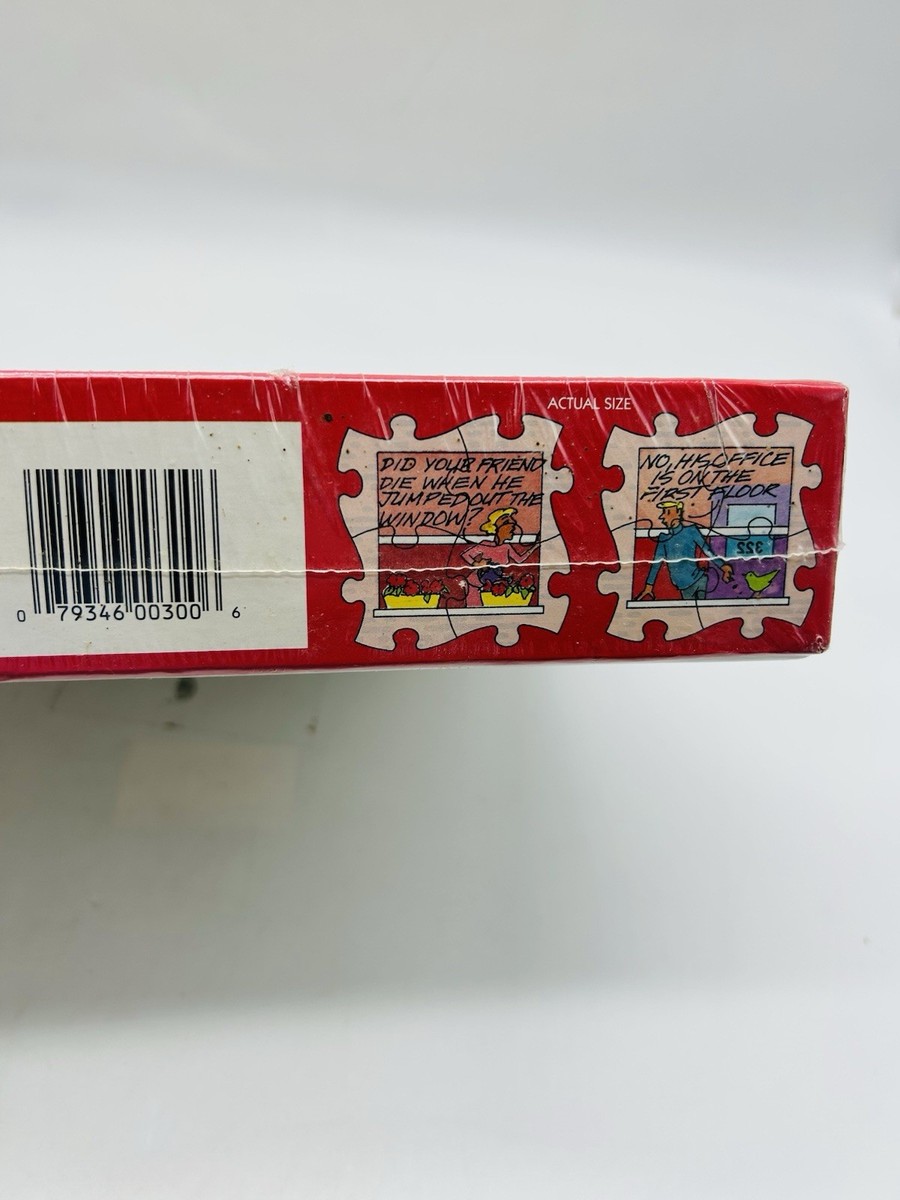 ACTUAL SIZE
DID YOUR FRIEND
DIE WHEN HE
JUMPED OUT THE
WINDOW?
NO, HIS OFFICE
IS ON THE
FIRST FLOOR
322
0 79346 00300 6